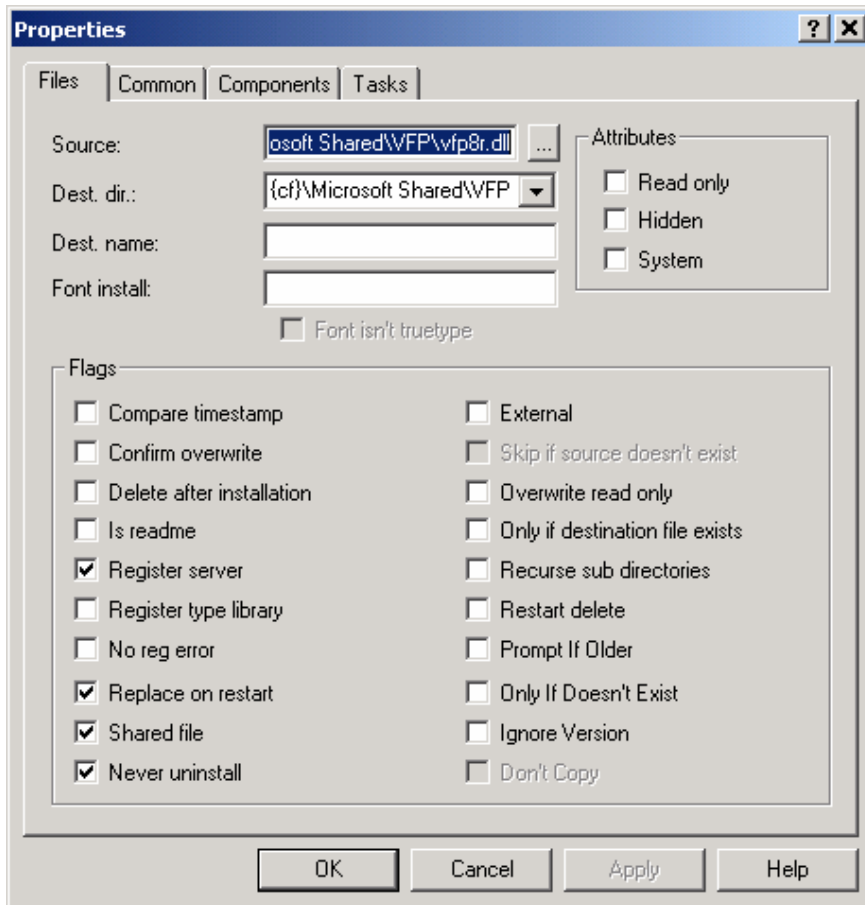 Properties
Files Common Components Tasks
Source: osoft Shared\VFP\vfp8r.dll ... Attributes
Dest. dir.: {cf}\Microsoft Shared\VFP Read only
Dest. name: Hidden
System
Font install:
Font isn't truetype
Flags
Compare timestamp External
Confirm overwrite Skip if source doesn't exist
Delete after installation Overwrite read only
Is readme Only if destination file exists
Register server Recurse sub directories
Register type library Restart delete
No reg error Prompt If Older
Replace on restart Only If Doesn't Exist
Shared file Ignore Version
Never uninstall Don't Copy
OK Cancel Apply Help